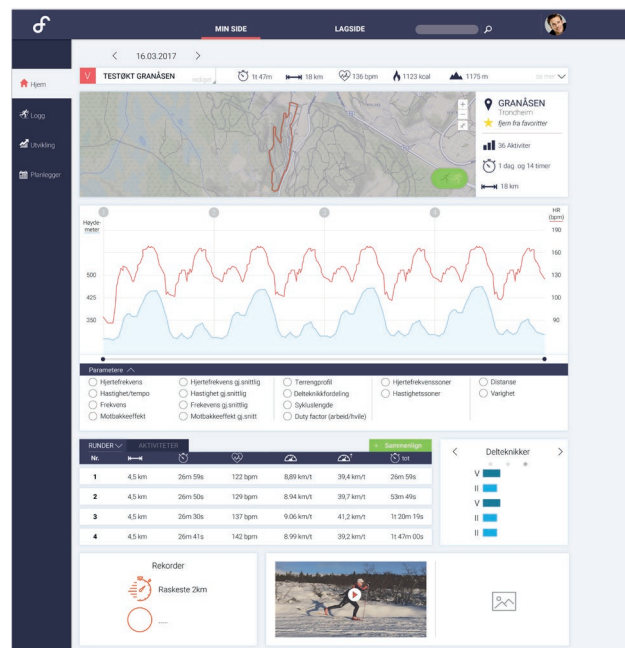 MIN SIDE LAGSIDE
16.03.2017
Hjem
Logg
Utvikling
Planlegger
V TESTØKT GRANÅSEN rediger 1t 47m 18 km 136 bpm 1123 kcal 1175 m se mer
GRANÅSEN
Trondheim
fjern fra favoritter
36 Aktiviter
1 dag og 14 timer
18 km
1 2 3 4
Høyde-
meter
HR
(bpm)
190
160
500 130
425 100
350 90
Parametere
Hjertefrekvens Hjertefrekvens gj.snittlig Terrengprofil Hjertefrekvenssoner Distanse
Hastighet/tempo Hastighet gj.snittlig Delteknikkfordeling Hastighetssoner Varighet
Frekvens Frekevens gj.snittlig Sykluslengde
Motbakkeeffekt Motbakkeeffekt gj.snitt Duty factor (arbeid/hvile)
RUNDER AKTIVITETER + Sammenlign
Nr. tot
1 4,5 km 26m 59s 122 bpm 8,89 km/t 39,4 km/t 26m 59s
2 4,5 km 26m 50s 129 bpm 8.94 km/t 39,7 km/t 53m 49s
3 4,5 km 26m 30s 137 bpm 9.06 km/t 41,2 km/t 1t 20m 19s
4 4,5 km 26m 41s 142 bpm 8.99 km/t 39,2 km/t 1t 47m 00s
Delteknikker
V
II
V
II
II
Rekorder
Raskeste 2km
....